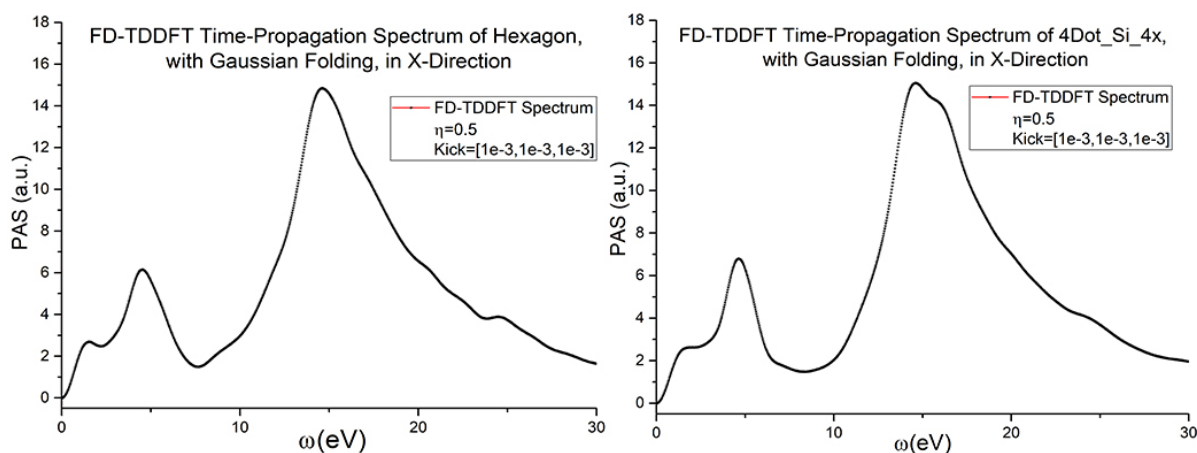 FD-TDDFT Time-Propagation Spectrum of Hexagon,
with Gaussian Folding, in X-Direction
FD-TDDFT Spectrum
η=0.5
Kick=[1e-3,1e-3,1e-3]
PAS (a.u.)
18
16
14
12
10
8
6
4
2
0
0
10
20
30
ω(eV)
FD-TDDFT Time-Propagation Spectrum of 4Dot_Si_4x,
with Gaussian Folding, in X-Direction
FD-TDDFT Spectrum
η=0.5
Kick=[1e-3,1e-3,1e-3]
PAS (a.u.)
18
16
14
12
10
8
6
4
2
0
0
10
20
30
ω(eV)